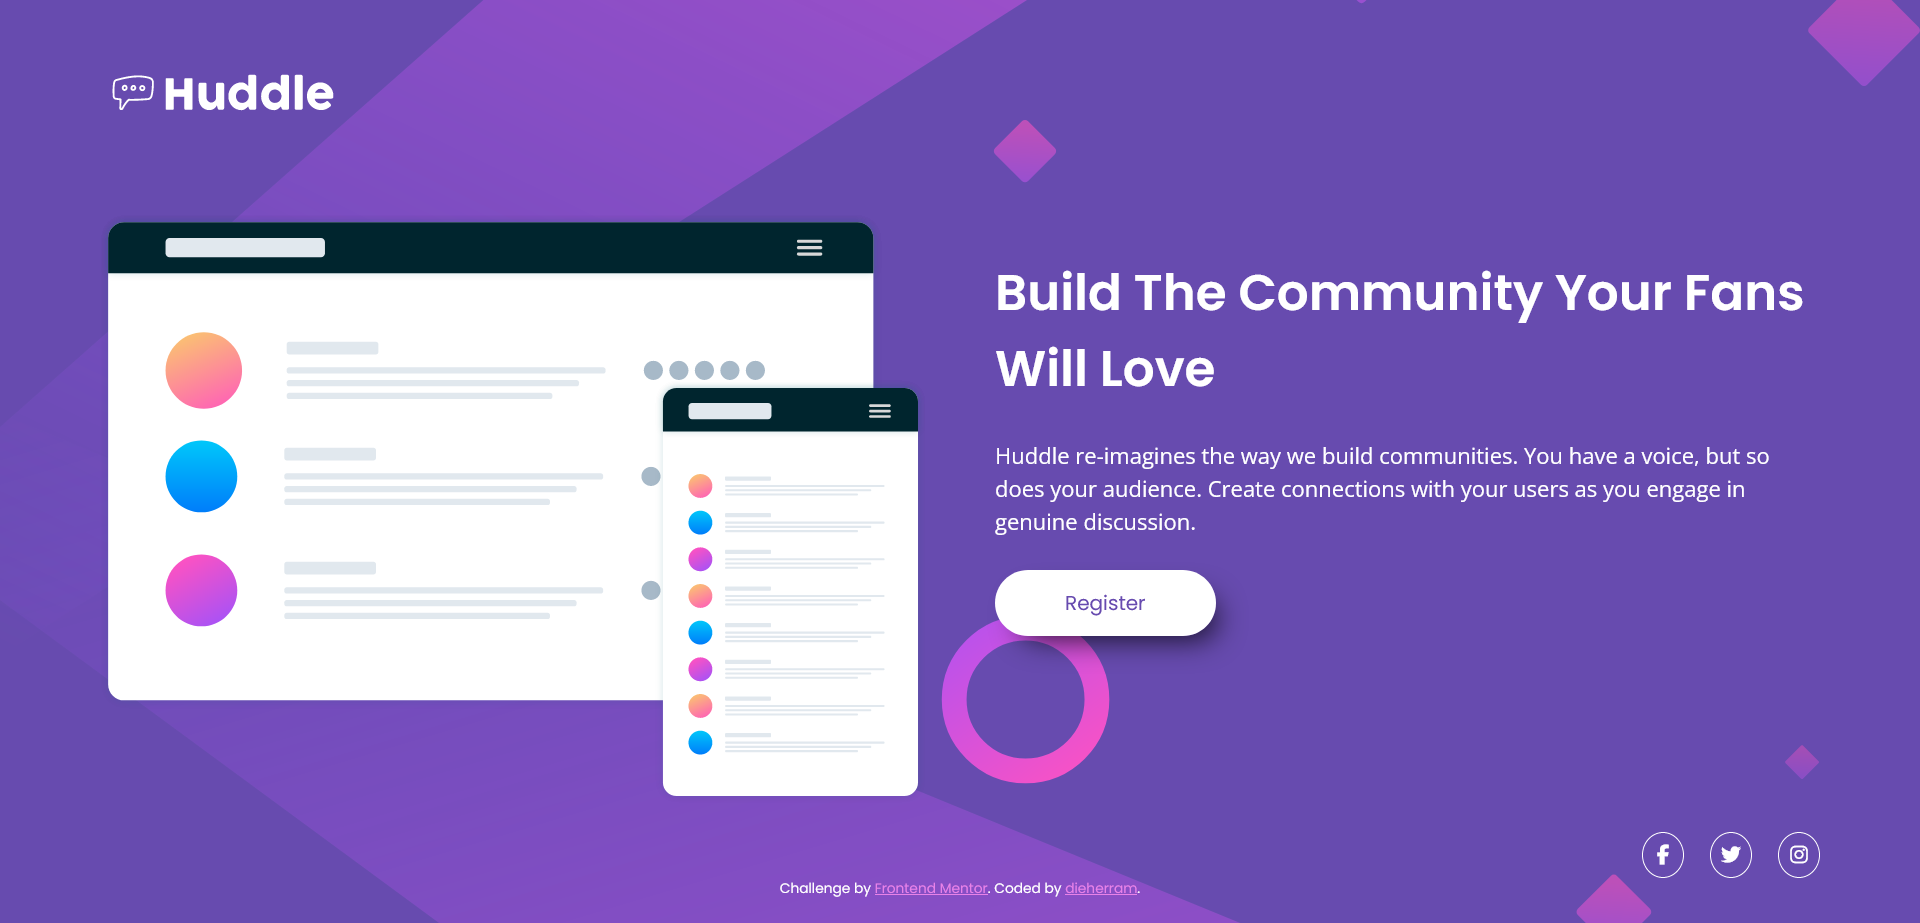 Huddle
Build The Community Your Fans
Will Love
Huddle re-imagines the way we build communities. You have a voice, but so
does your audience. Create connections with your users as you engage in
genuine discussion.
Register
Challenge by Frontend Mentor. Coded by dieherram.